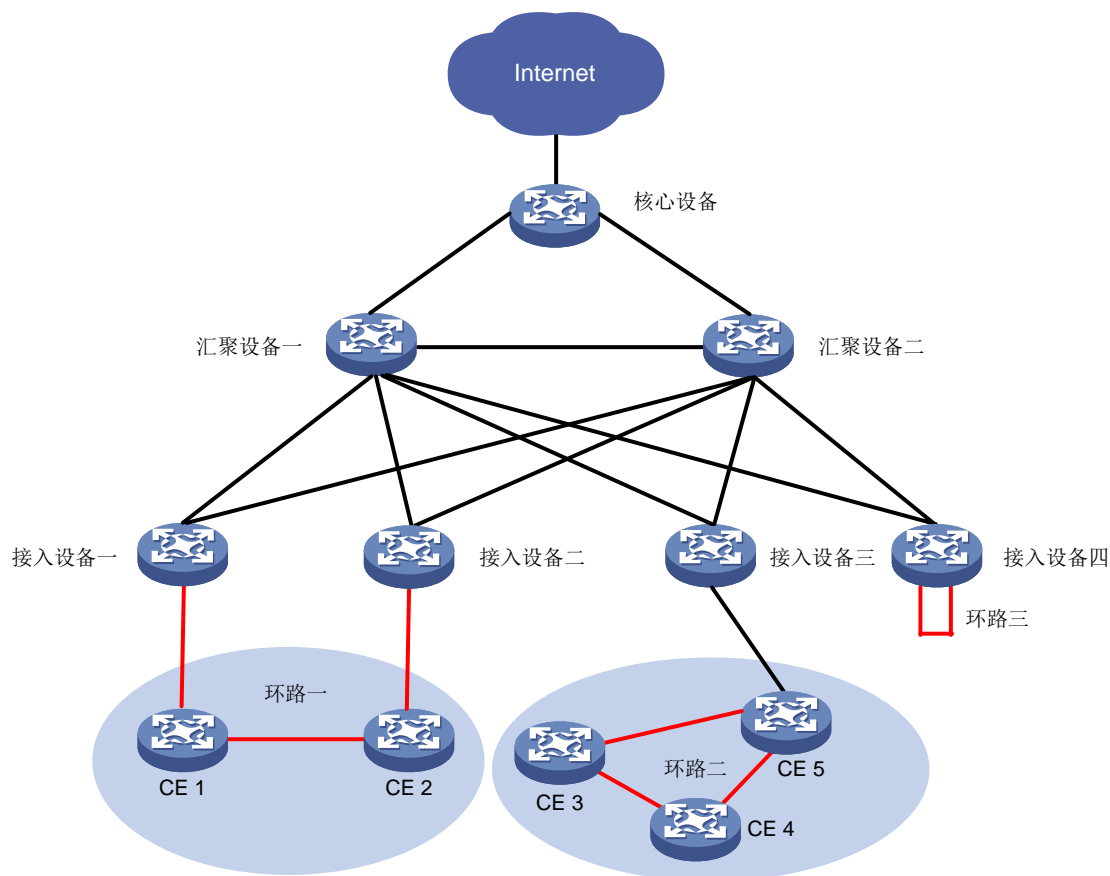 Internet
核心设备
汇聚设备一
汇聚设备二
接入设备一
接入设备二
接入设备三
接入设备四
环路三
环路一
CE 1
CE 2
环路二
CE 3
CE 4
CE 5